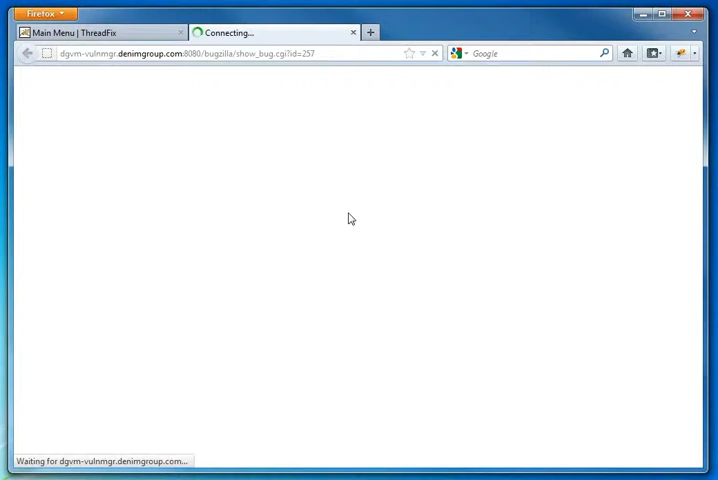 Firefox
Main Menu | ThreadFix
Connecting...
dgvm-vulnmgr.denimgroup.com:8080/bugzilla/show_bug.cgi?id=257
Google
Waiting for dgvm-vulnmgr.denimgroup.com...